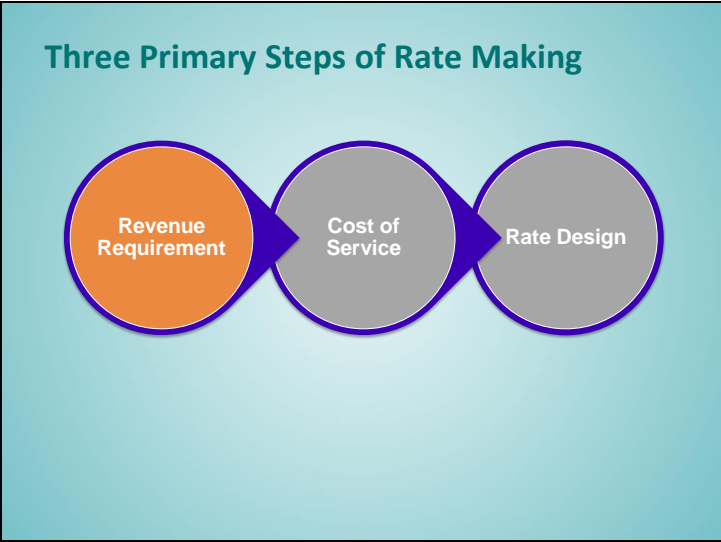 Three Primary Steps of Rate Making
Revenue
Requirement
Cost of
Service
Rate Design